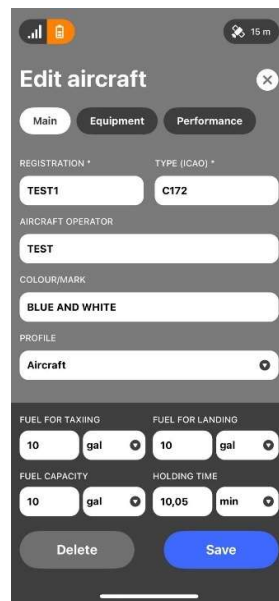 15 m
Edit aircraft
Main Equipment Performance
REGISTRATION * TYPE (ICAO) *
TEST1 C172
AIRCRAFT OPERATOR
TEST
COLOUR/MARK
BLUE AND WHITE
PROFILE
Aircraft
FUEL FOR TAXIING FUEL FOR LANDING
10 gal 10 gal
FUEL CAPACITY HOLDING TIME
10 gal 10,05 min
Delete Save